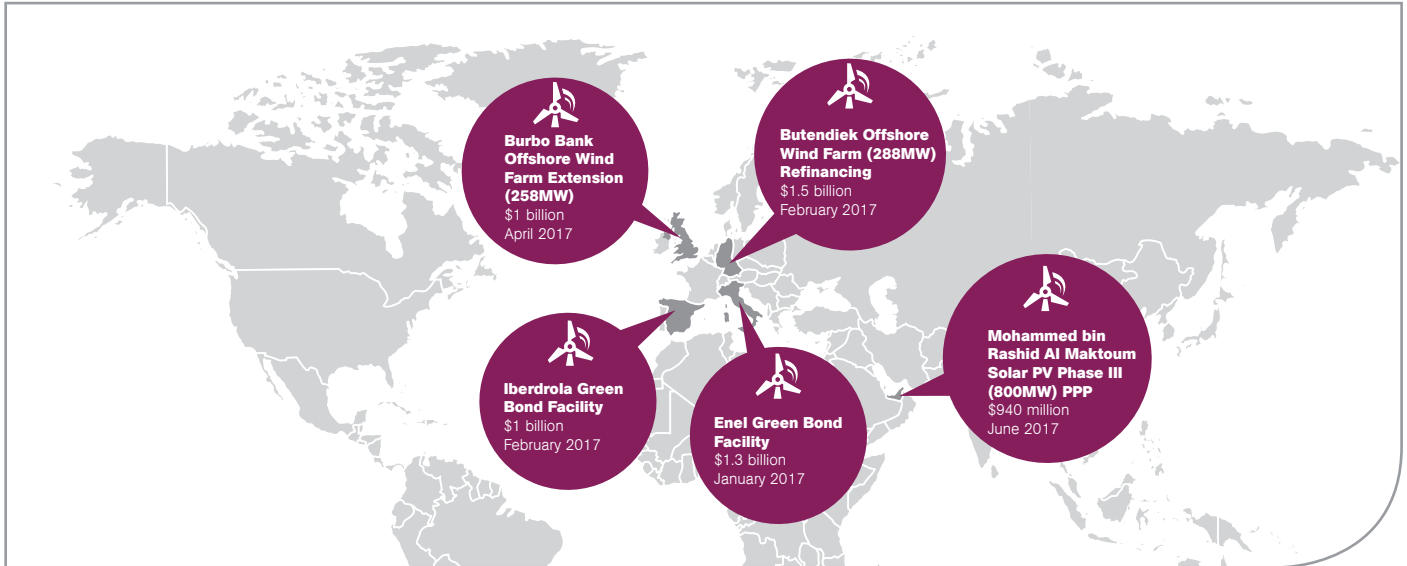 Burbo Bank
Offshore Wind
Farm Extension
(258MW)
$1 billion
April 2017
Butendiek Offshore
Wind Farm (288MW)
Refinancing
$1.5 billion
February 2017
Iberdrola Green
Bond Facility
$1 billion
February 2017
Enel Green Bond
Facility
$1.3 billion
January 2017
Mohammed bin
Rashid Al Maktoum
Solar PV Phase III
(800MW) PPP
$940 million
June 2017